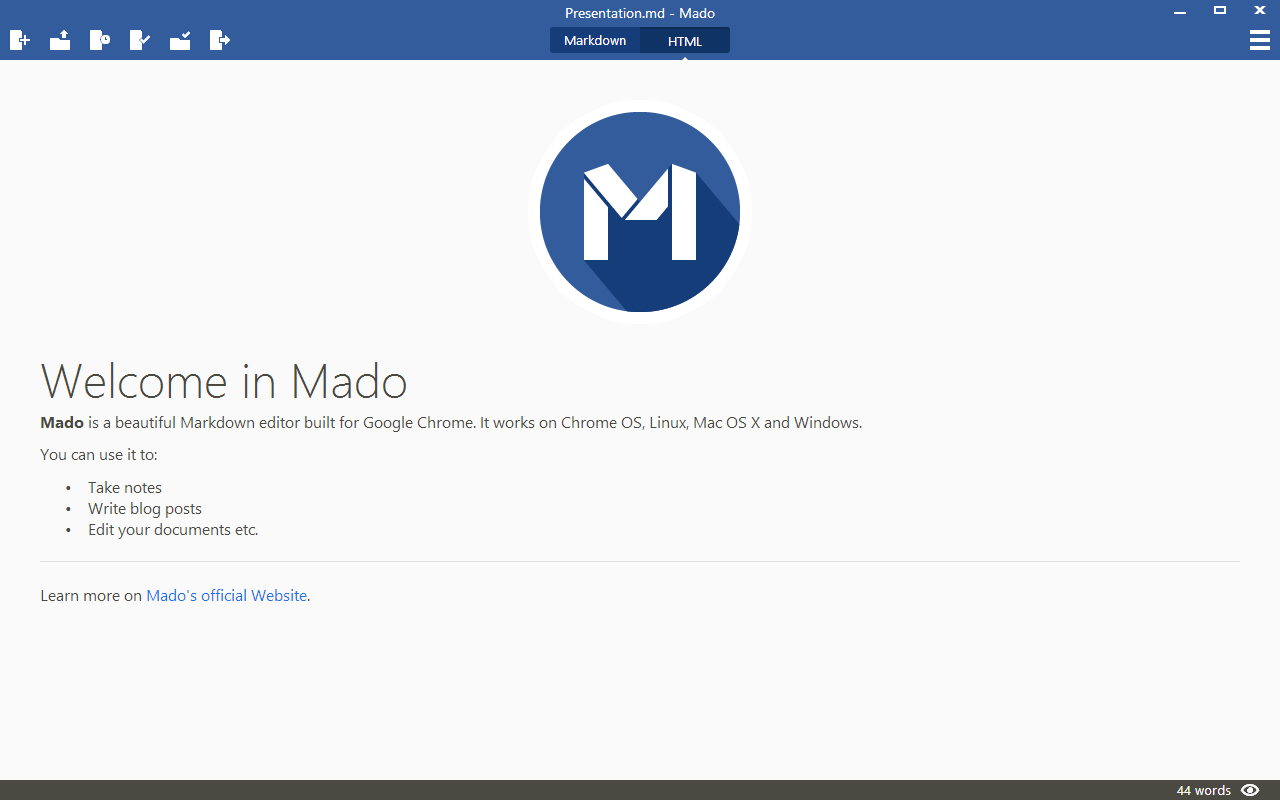 Presentation.md - Mado
Markdown HTML
M
Welcome in Mado
Mado is a beautiful Markdown editor built for Google Chrome. It works on Chrome OS, Linux, Mac OS X and Windows.
You can use it to:
• Take notes
• Write blog posts
• Edit your documents etc.
Learn more on Mado's official Website.
44 words